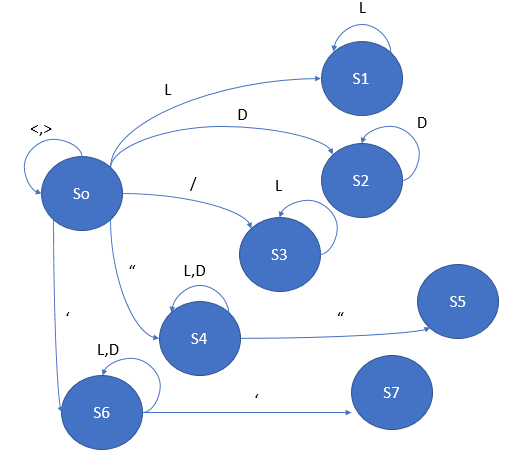 L
S1
L
<,>
D
D
S2
So
/
L
S3
“
L,D
S5
‘
S4
“
L,D
S7
S6
‘